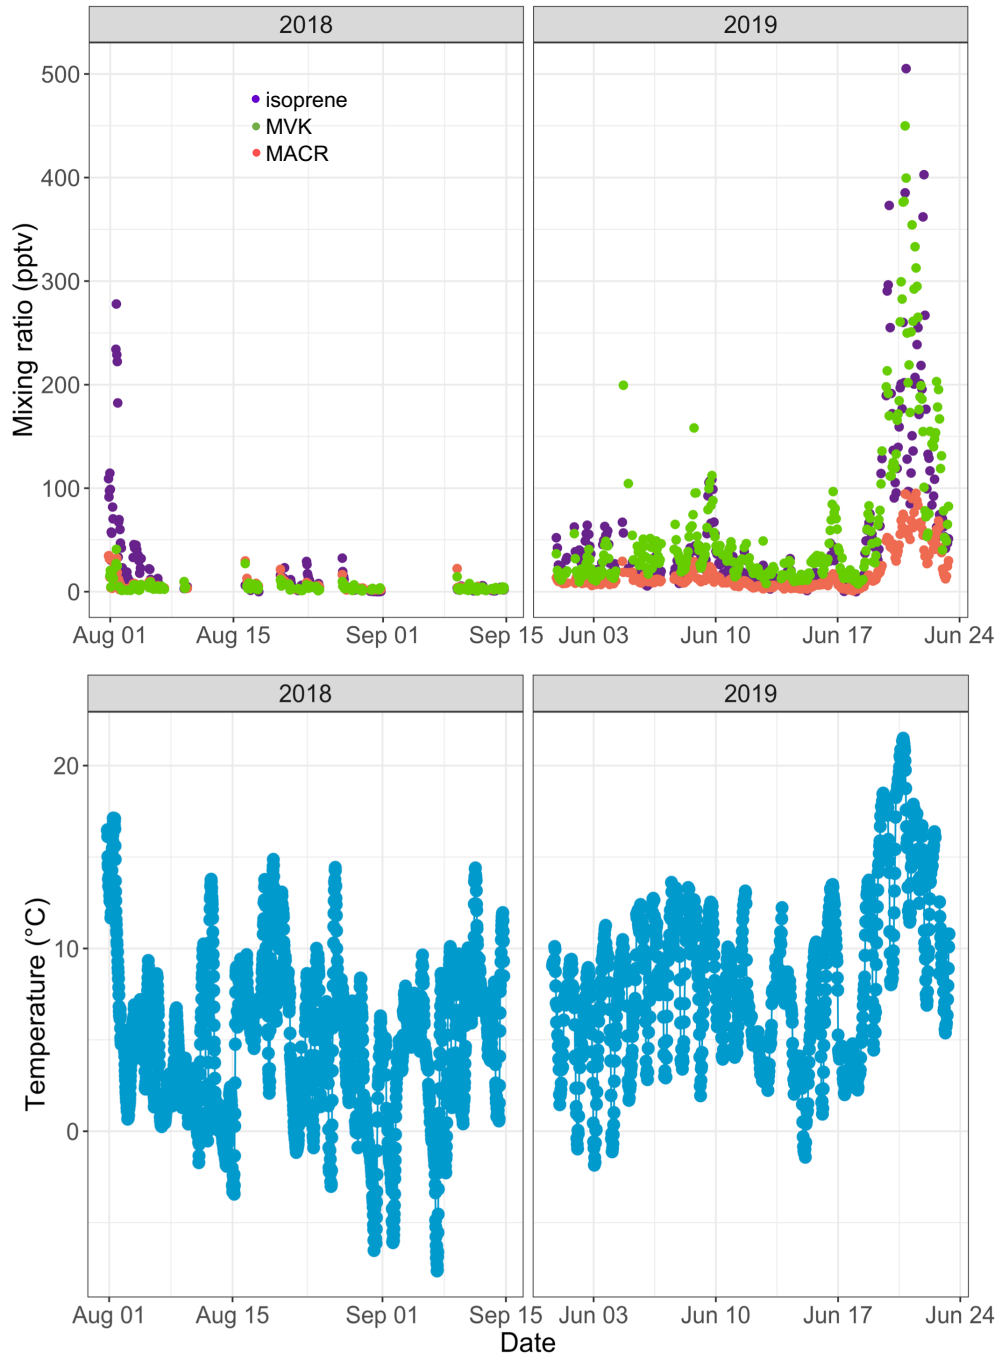 2018 2019
Mixing ratio (pptv)
500
400
300
200
100
0
isoprene
MVK
MACR
Aug 01 Aug 15 Sep 01 Sep 15 Jun 03 Jun 10 Jun 17 Jun 24
2018 2019
Temperature (°C)
20
10
0
Aug 01 Aug 15 Sep 01 Sep 15 Jun 03 Jun 10 Jun 17 Jun 24
Date